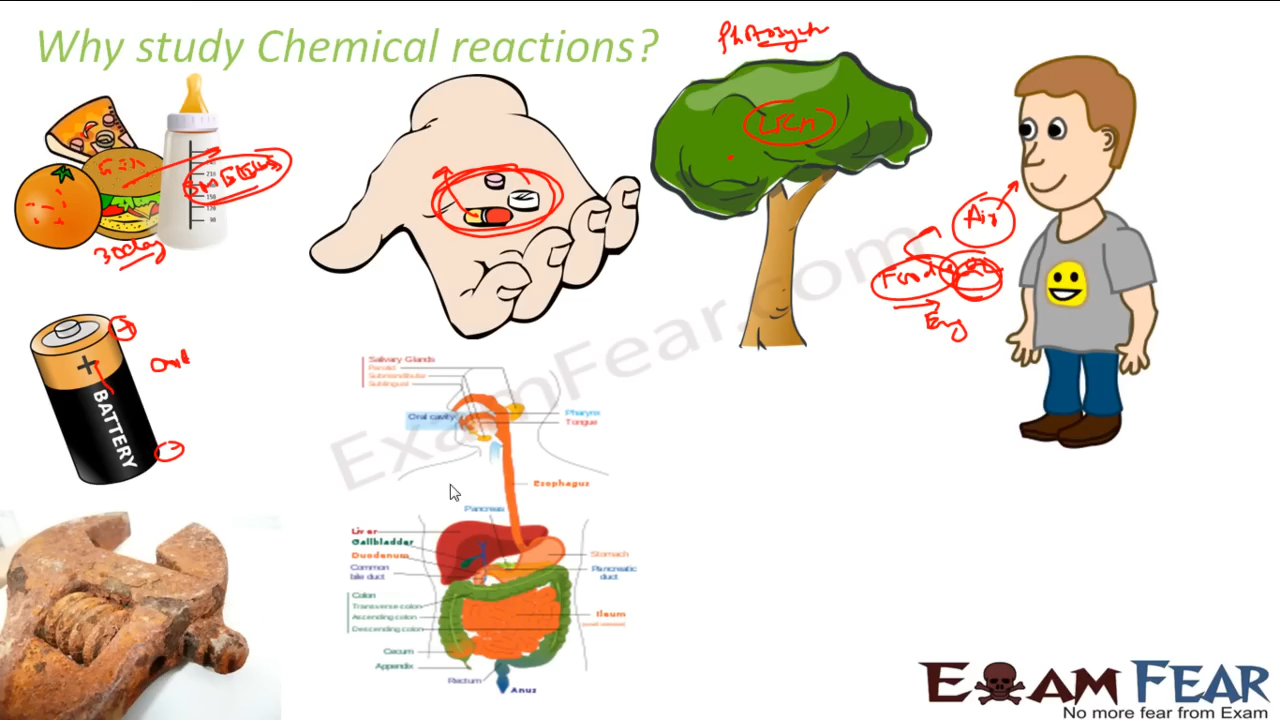 Why study Chemical reactions?
BATTERY
Air
Food
Salivary Glands
Parotid
Submandibular
Sublingual
Oral cavity
Pharynx
Tongue
Esophagus
Pancreas
Liver
Gallbladder
Duodenum
Common
bile duct
Stomach
Pancreatic
duct
Colon
Transverse colon
Ascending colon
Descending colon
Ileum
Cecum
Appendix
Rectum
Anus
ExamFear.com
EXAM FEAR
No more fear from Exam